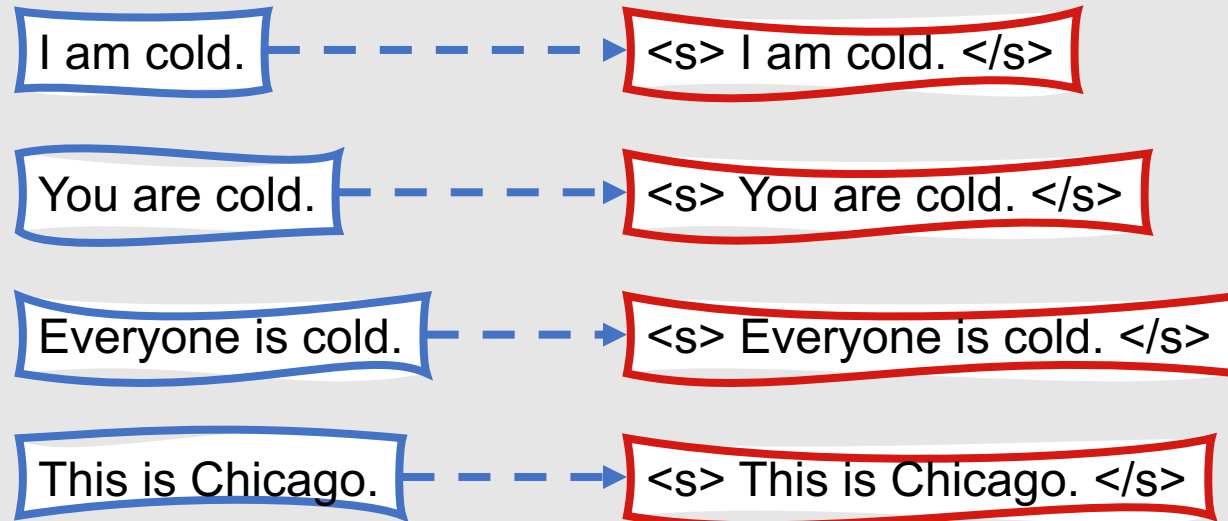 I am cold. <s> I am cold. </s>
You are cold. <s> You are cold. </s>
Everyone is cold. <s> Everyone is cold. </s>
This is Chicago. <s> This is Chicago. </s>